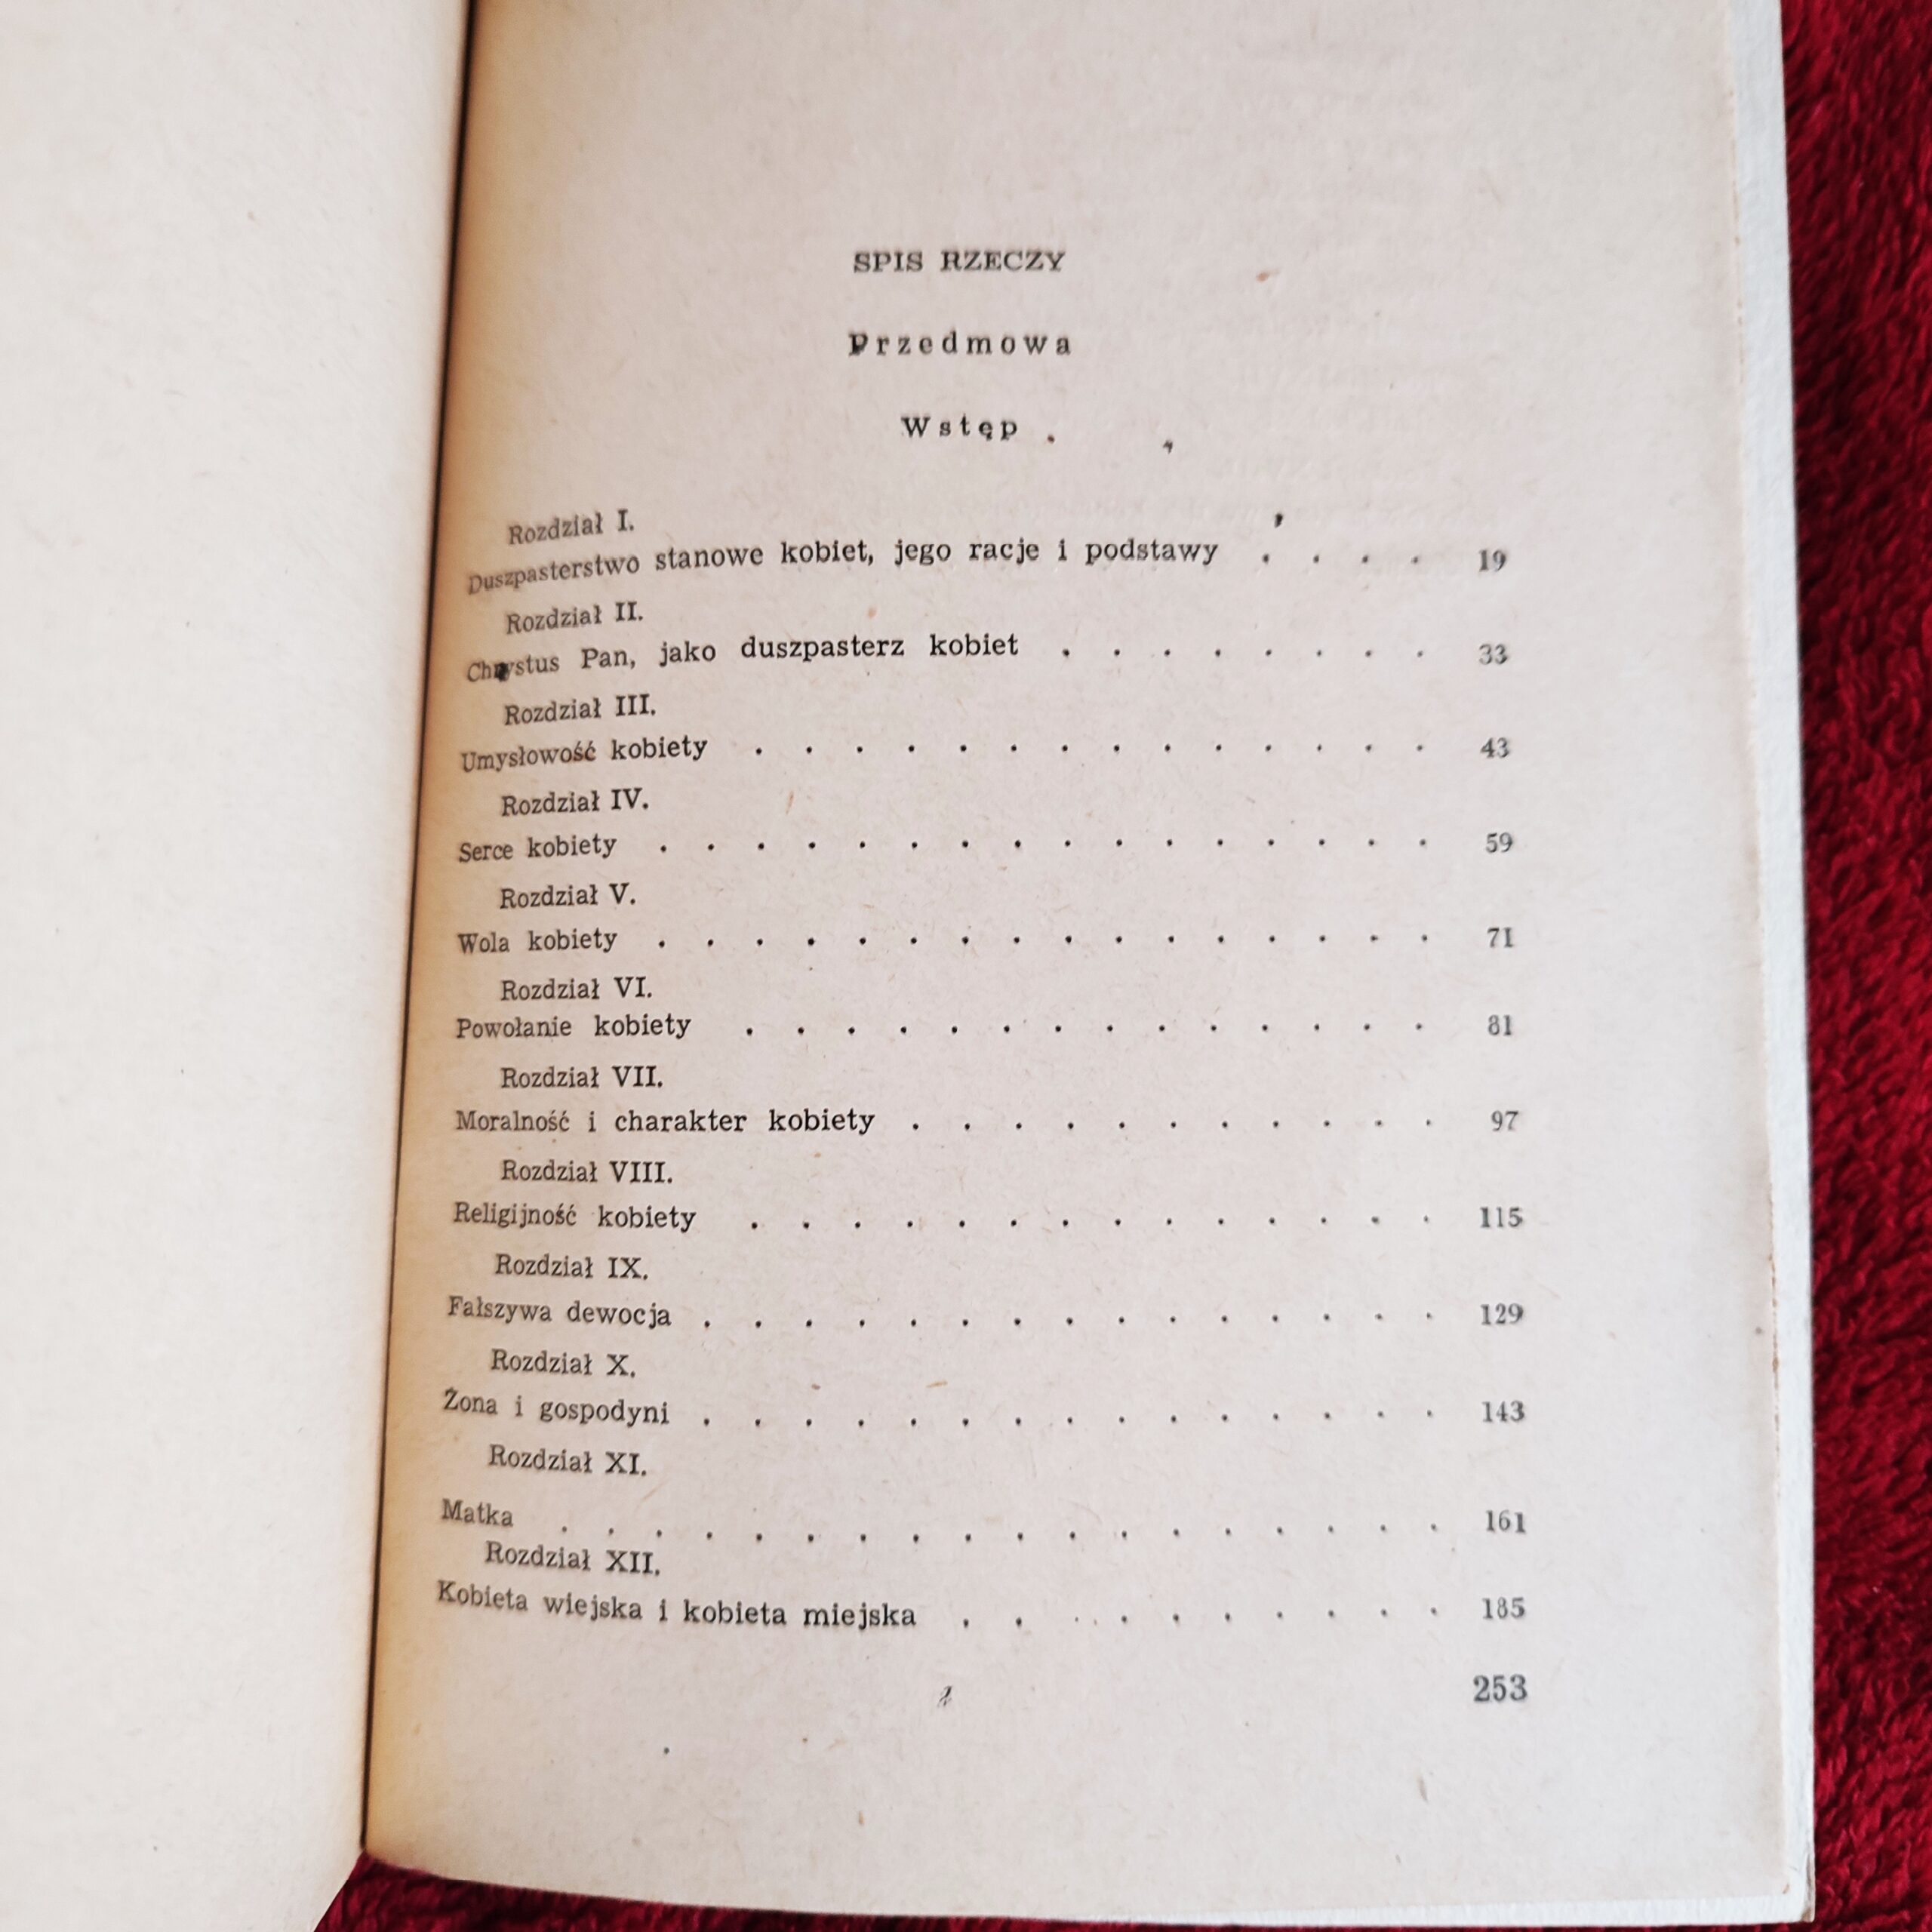 SPIS RZECZY
Przedmowa
Wstęp .
Rozdział I.
Duszpasterstwo stanowe kobiet, jego racje i podstawy . . . . 19
Rozdział II.
Chrystus Pan, jako duszpasterz kobiet . . . . . . . . 33
Rozdział III.
Umysłowość kobiety . . . . . . . . . . . . . . 43
Rozdział IV.
Serce kobiety . . . . . . . . . . . . . . . . 59
Rozdział V.
Wola kobiety . . . . . . . . . . . . . . . . 71
Rozdział VI.
Powołanie kobiety . . . . . . . . . . . . . . 81
Rozdział VII.
Moralność i charakter kobiety . . . . . . . . . . . 97
Rozdział VIII.
Religijność kobiety . . . . . . . . . . . . . . 115
Rozdział IX.
Fałszywa dewocja . . . . . . . . . . . . . . . 129
Rozdział X.
Żona i gospodyni . . . . . . . . . . . . . . . 143
Rozdział XI.
Matka . . . . . . . . . . . . . . . . . . 161
Rozdział XII.
Kobieta wiejska i kobieta miejska . . . . . . . . . . 185
253